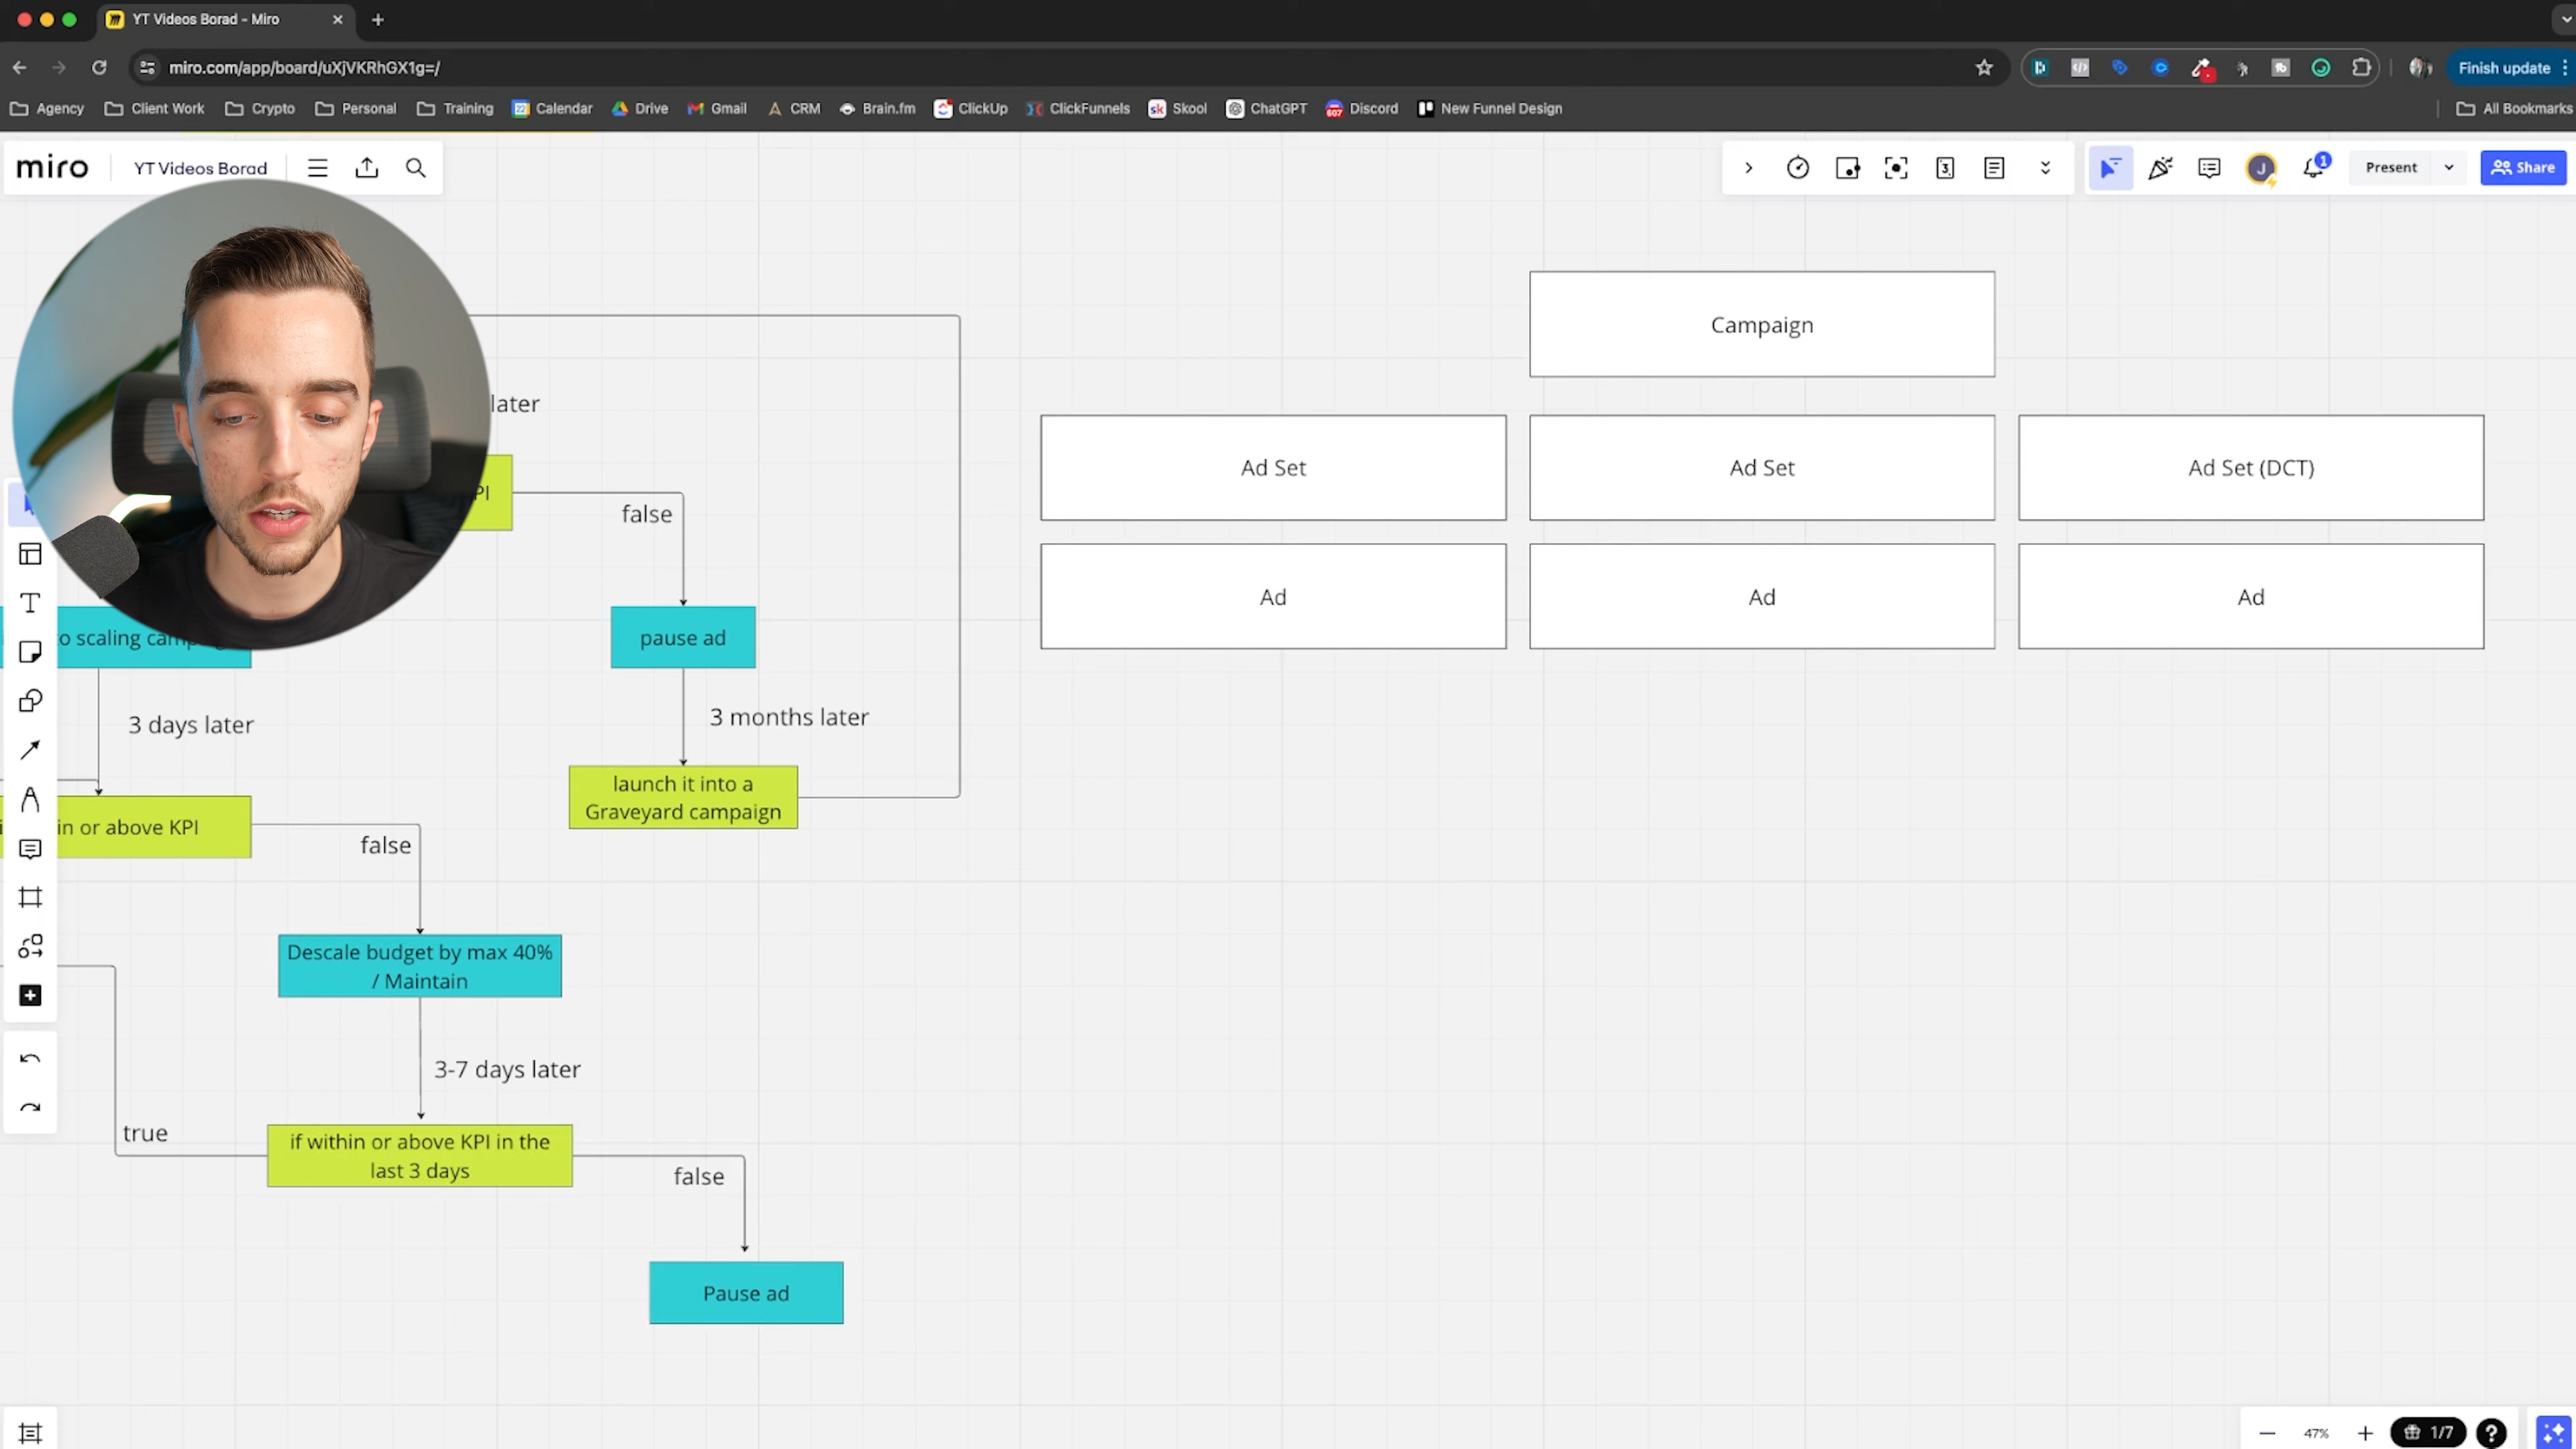 YT Videos Borad - Miro
miro.com/app/board/uXjVKRhGX1g=/
Finish update
Agency
Client Work
Crypto
Personal
Training
Calendar
Drive
Gmail
CRM
Brain.fm
ClickUp
ClickFunnels
Skool
ChatGPT
Discord
New Funnel Design
All Bookmarks
miro
YT Videos Borad
J
1
Present
Share
later
false
pause ad
3 months later
launch it into a
Graveyard campaign
to scaling
3 days later
in or above KPI
false
Descale budget by max 40%
/ Maintain
3-7 days later
true
if within or above KPI in the
last 3 days
false
Pause ad
Campaign
Ad Set
Ad Set
Ad Set (DCT)
Ad
Ad
Ad
47%
1/7